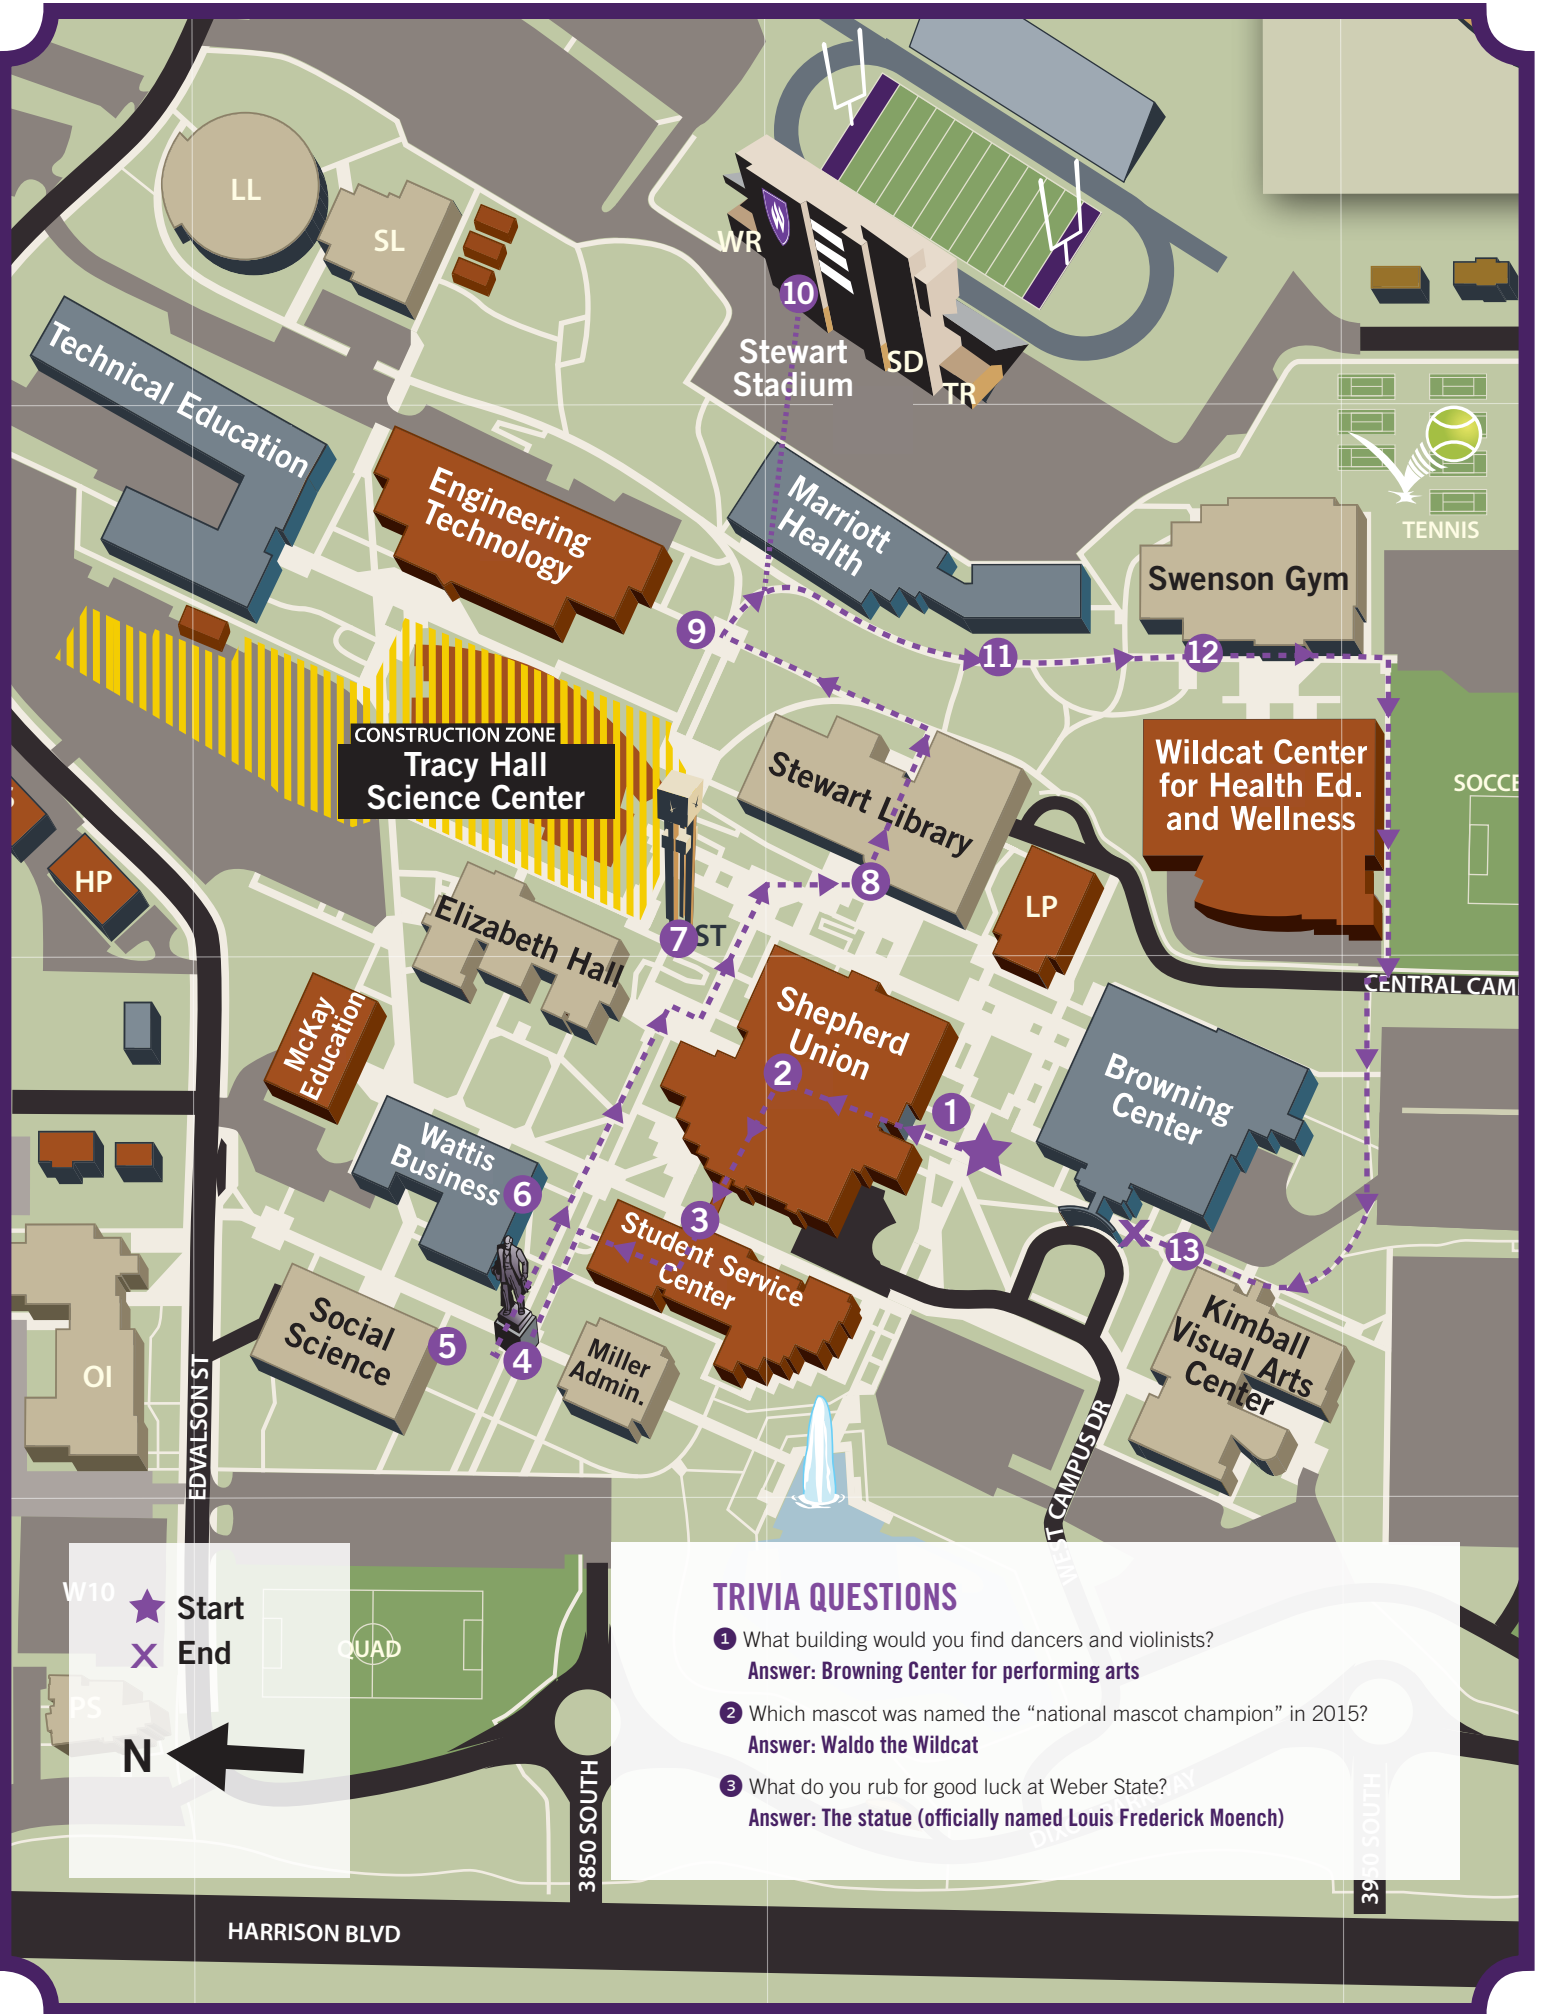 LL
SL
WR
10
Stewart
Stadium
SD
TR
Technical Education
Engineering
Technology
Marriott
Health
TENNIS
Swenson Gym
9
11
12
CONSTRUCTION ZONE
Tracy Hall
Science Center
Stewart Library
Wildcat Center
for Health Ed.
and Wellness
SOCCE
HP
8
LP
Elizabeth Hall
7
ST
CENTRAL CAM
McKay
Education
Shepherd
Union
2
1
Browning
Center
Wattis
Business
6
3
Student Service
Center
13
Social
Science
5
4
Miller
Admin.
Kimball
Visual Arts
Center
OI
EDVALSON ST
WEST CAMPUS DR
W10
Start
End
QUAD
PS
N
TRIVIA QUESTIONS
1 What building would you find dancers and violinists?
Answer: Browning Center for performing arts
2 Which mascot was named the “national mascot champion” in 2015?
Answer: Waldo the Wildcat
3 What do you rub for good luck at Weber State?
Answer: The statue (officially named Louis Frederick Moench)
3850 SOUTH
3950 SOUTH
HARRISON BLVD